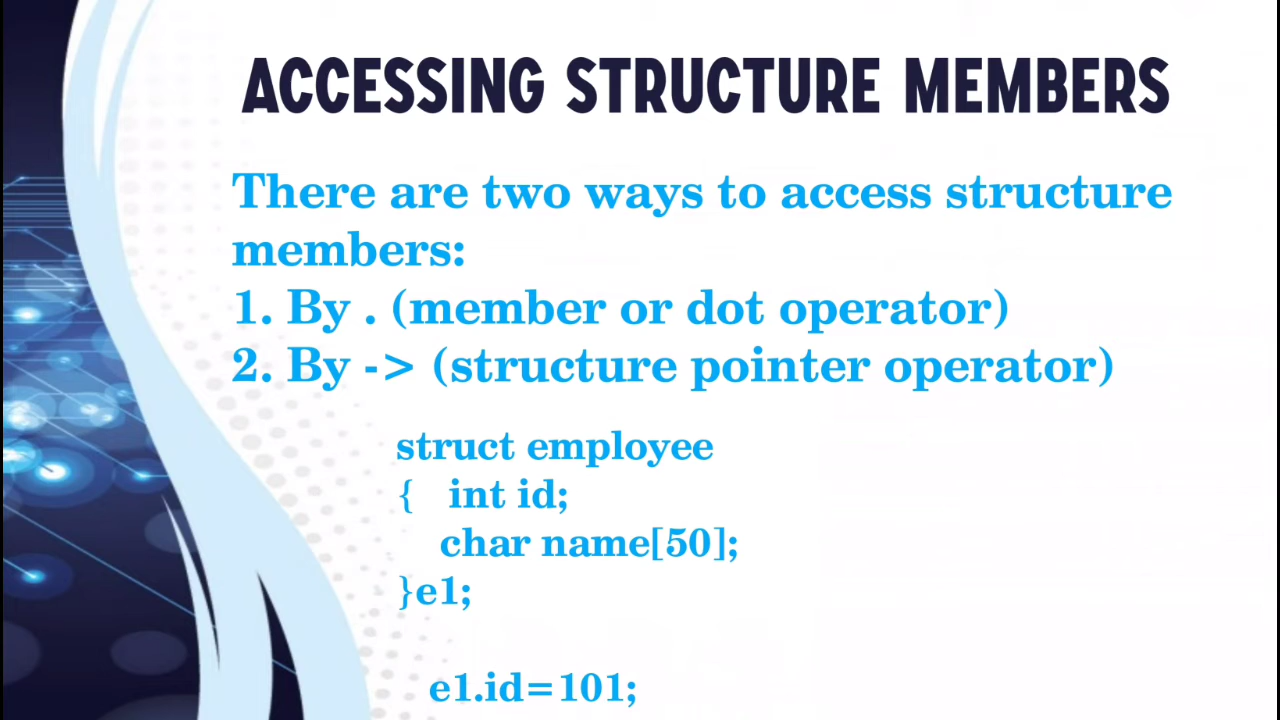 ACCESSING STRUCTURE MEMBERS
There are two ways to access structure
members:
1. By . (member or dot operator)
2. By -> (structure pointer operator)
struct employee
{ int id;
char name[50];
}e1;
e1.id=101;